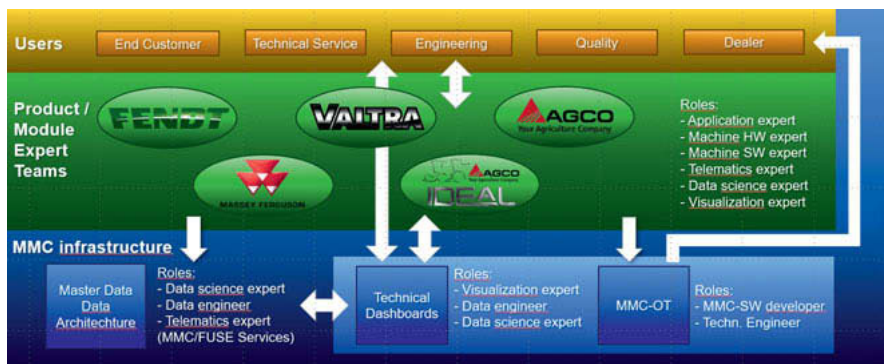 Users
End Customer
Technical Service
Engineering
Quality
Dealer
Product /
Module
Expert
Teams
FENDT
VALTRA
AGCO
Your Agriculture Company
MASSEY FERGUSON
AGCO
Your Agriculture Company
IDEAL
Roles:
- Application expert
- Machine HW expert
- Machine SW expert
- Telematics expert
- Data science expert
- Visualization expert
MMC infrastructure
Master Data
Data
Architechture
Roles:
- Data science expert
- Data engineer
- Telematics expert
(MMC/FUSE Services)
Technical
Dashboards
Roles:
- Visualization expert
- Data engineer
- Data science expert
MMC-OT
Roles:
- MMC-SW developer
- Techn. Engineer